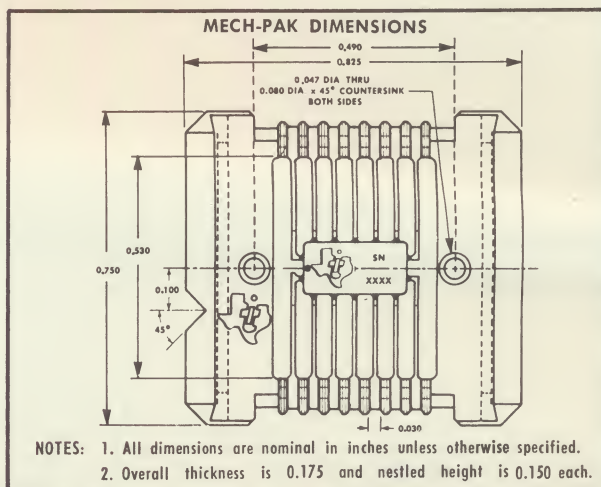 MECH-PAK DIMENSIONS
0.490
0.825
0.047 DIA THRU
0.080 DIA x 45° COUNTERSINK
BOTH SIDES
0.530
0.750
0.100
45°
SN
XXXX
0.030
NOTES: 1. All dimensions are nominal in inches unless otherwise specified.
2. Overall thickness is 0.175 and nestled height is 0.150 each.